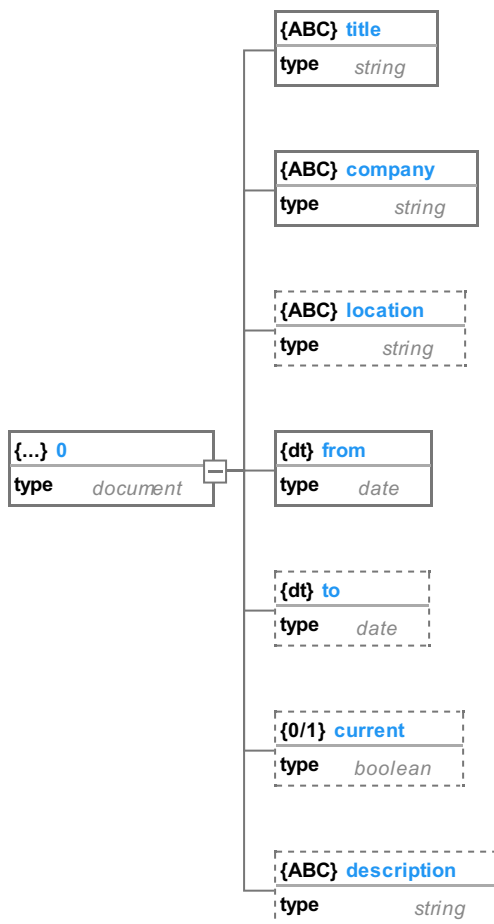 {ABC} title
type string
{ABC} company
type string
{ABC} location
type string
{...} 0
type document
{dt} from
type date
{dt} to
type date
{0/1} current
type boolean
{ABC} description
type string